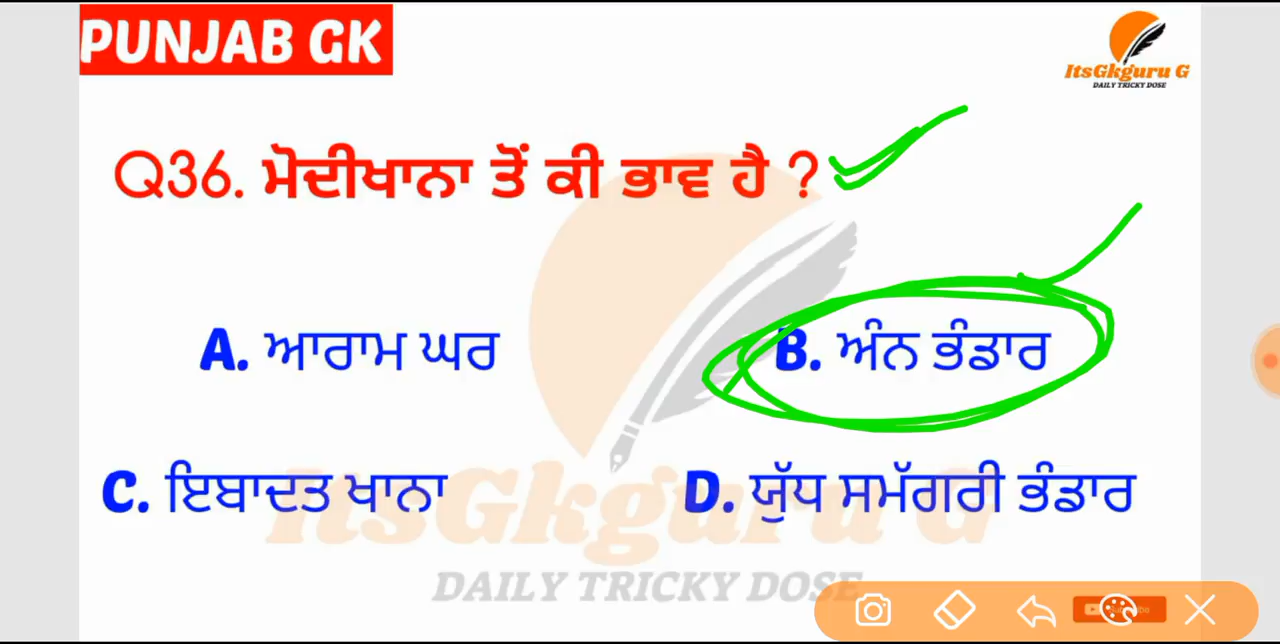 PUNJAB GK
ItsGkguru G
DAILY TRICKY DOSE
Q36. ਮੋਦੀਖਾਨਾ ਤੋਂ ਕੀ ਭਾਵ ਹੈ ?
A. ਆਰਾਮ ਘਰ
B. ਅੰਨ ਭੰਡਾਰ
C. ਇਬਾਦਤ ਖਾਨਾ
D. ਯੁੱਧ ਸਮੱਗਰੀ ਭੰਡਾਰ
ItsGkguru G
DAILY TRICKY DOSE